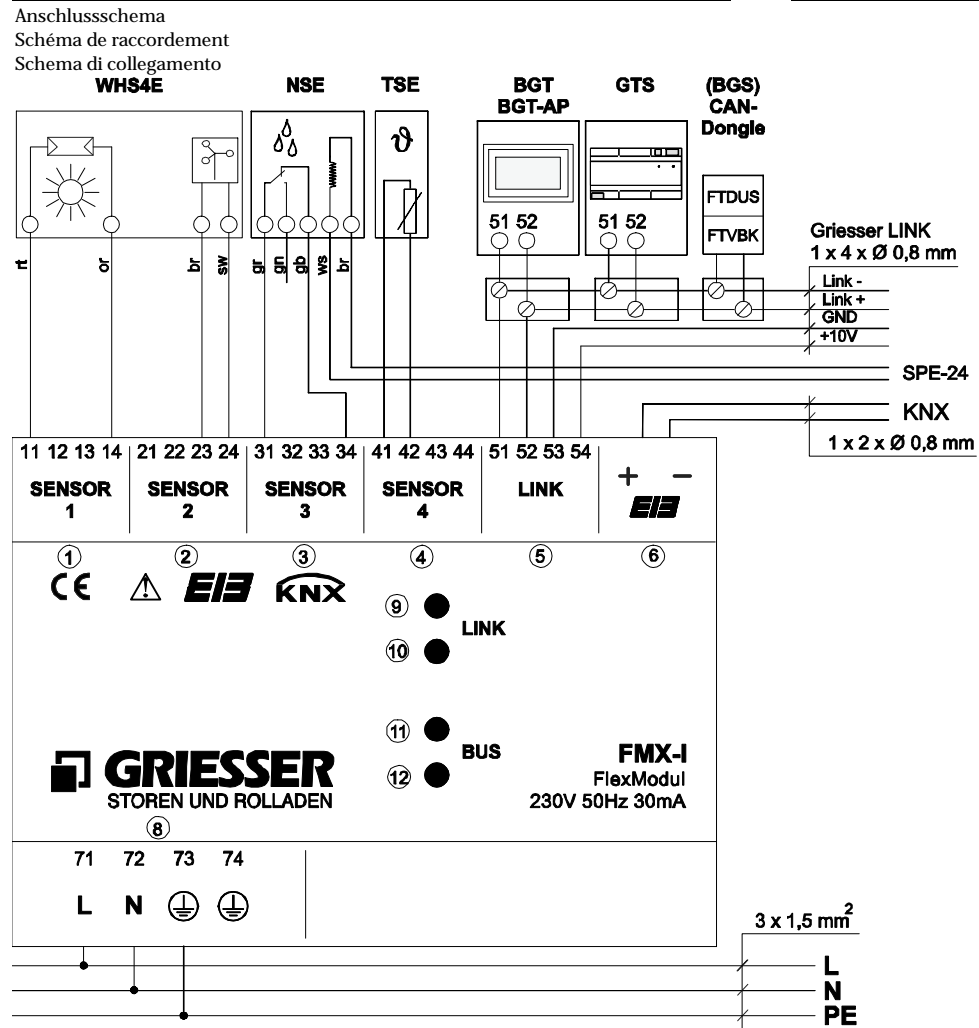 Anschlussschema
Schéma de raccordement
Schema di collegamento
WHS4E NSE TSE BGT GTS (BGS)
BGT-AP CAN-
Dongle
ϑ
FTDUS
51 52 51 52 FTVBK
Griesser LINK
1 x 4 x Ø 0,8 mm
rt or br sw gr gn gb ws br
Link -
Link +
GND
+10V
SPE-24
KNX
1 x 2 x Ø 0,8 mm
11 12 13 14 21 22 23 24 31 32 33 34 41 42 43 44 51 52 53 54
SENSOR SENSOR SENSOR SENSOR LINK + −
1 2 3 4 EIB
① ② ③ ④ ⑤ ⑥
CE EIB KNX
⑨
LINK
⑩
⑪
BUS
⑫
GRIESSER
STOREN UND ROLLADEN
FMX-I
FlexModul
230V 50Hz 30mA
⑧
71 72 73 74
L N
3 x 1,5 mm²
L
N
PE